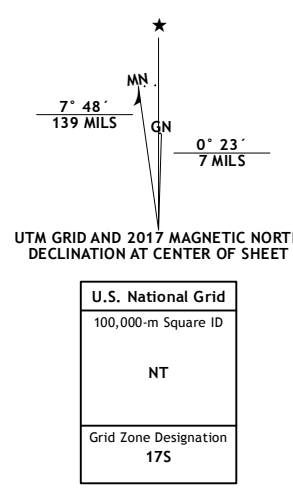 MN
7° 48´
139 MILS
GN
0° 23´
7 MILS
UTM GRID AND 2017 MAGNETIC NORT
DECLINATION AT CENTER OF SHEET
U.S. National Grid
100,000-m Square ID
NT
Grid Zone Designation
17S